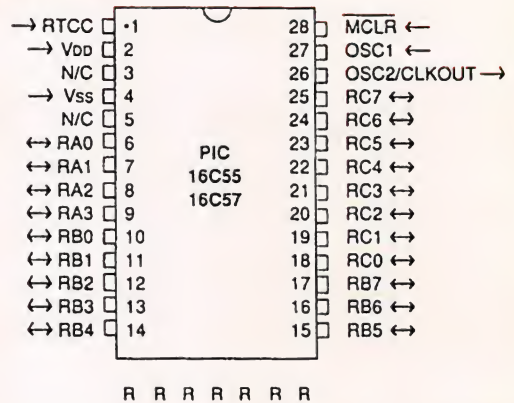 → RTCC •1 28 MCLR ←
→ VDD 2 27 OSC1 ←
N/C 3 26 OSC2/CLKOUT →
→ VSS 4 25 RC7 ↔
N/C 5 24 RC6 ↔
↔ RA0 6 23 RC5 ↔
↔ RA1 7 22 RC4 ↔
↔ RA2 8 21 RC3 ↔
↔ RA3 9 20 RC2 ↔
↔ RB0 10 19 RC1 ↔
↔ RB1 11 18 RC0 ↔
↔ RB2 12 17 RB7 ↔
↔ RB3 13 16 RB6 ↔
↔ RB4 14 15 RB5 ↔
PIC
16C55
16C57
R R R R R R R